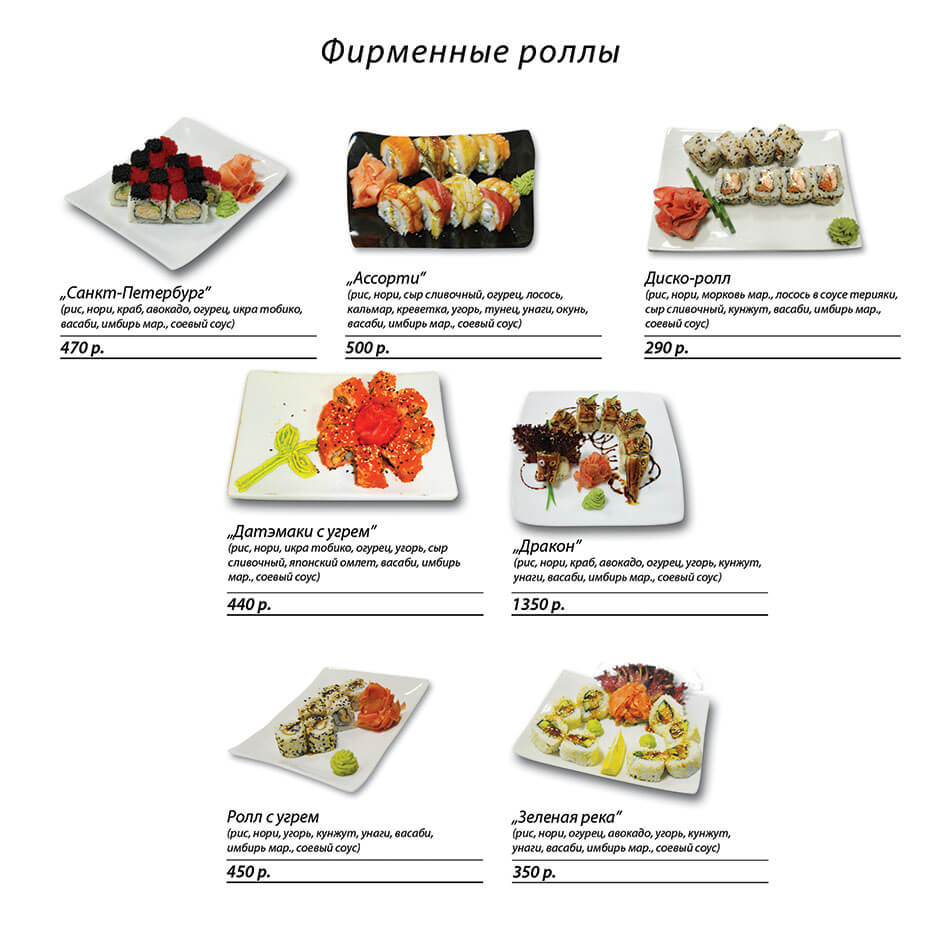 Фирменные роллы
„Санкт-Петербург”
(рис, нори, краб, авокадо, огурец, икра тобико,
васаби, имбирь мар., соевый соус)
470 р.
„Ассорти”
(рис, нори, сыр сливочный, огурец, лосось,
кальмар, креветка, угорь, тунец, унаги, окунь,
васаби, имбирь мар., соевый соус)
500 р.
Диско-ролл
(рис, нори, морковь мар., лосось в соусе терияки,
сыр сливочный, кунжут, васаби, имбирь мар.,
соевый соус)
290 р.
„Датэмаки с угрем”
(рис, нори, икра тобико, огурец, угорь, сыр
сливочный, японский омлет, васаби, имбирь
мар., соевый соус)
440 р.
„Дракон”
(рис, нори, краб, авокадо, огурец, угорь, кунжут,
унаги, васаби, имбирь мар., соевый соус)
1350 р.
Ролл с угрем
(рис, нори, угорь, кунжут, унаги, васаби,
имбирь мар., соевый соус)
450 р.
„Зеленая река”
(рис, нори, огурец, авокадо, угорь, кунжут,
унаги, васаби, имбирь мар., соевый соус)
350 р.